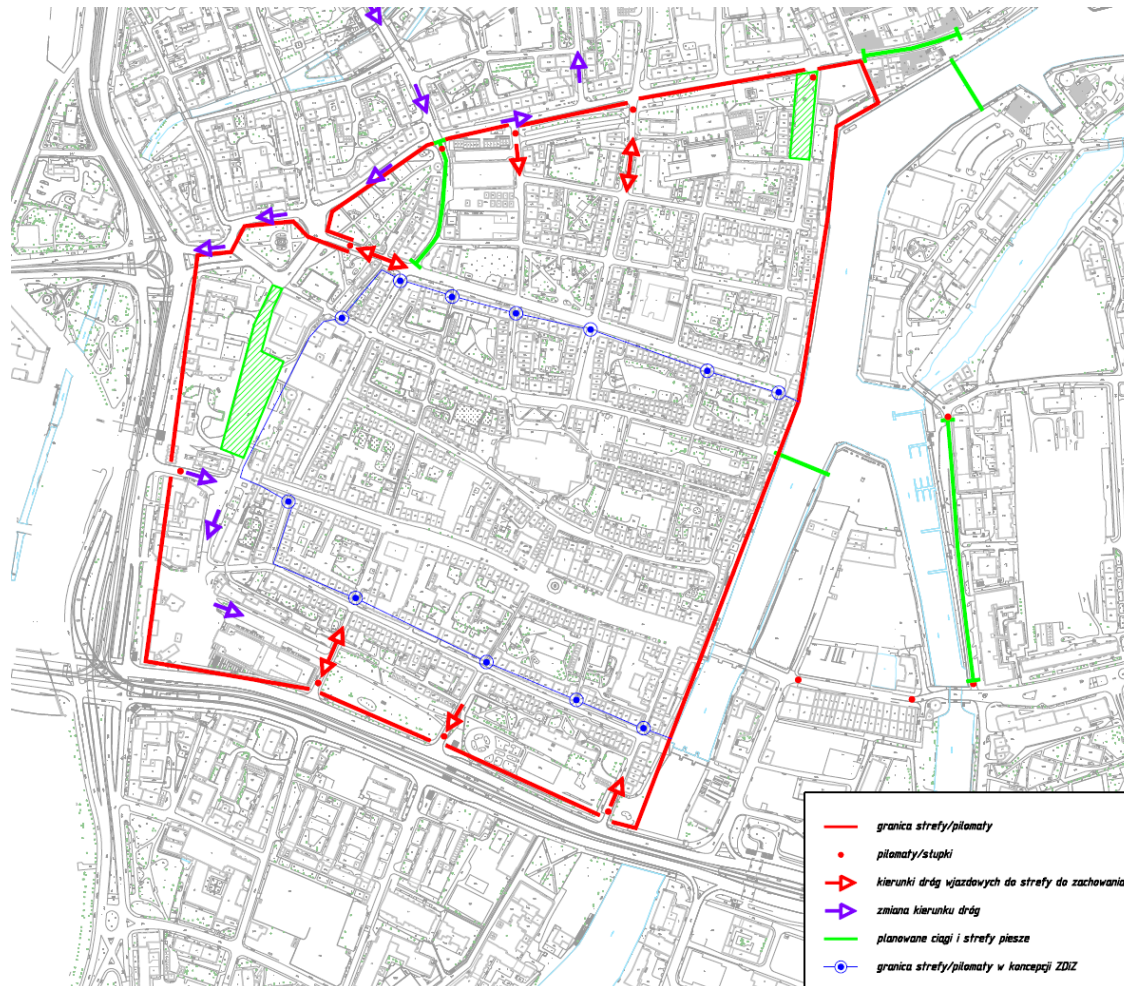 granica strefy/pilomaty
pilomaty/słupki
kierunki dróg wjazdowych do strefy do zachowania
zmiana kierunku dróg
planowane ciągi i strefy piesze
granica strefy/pilomaty w koncepcji ZDiZ